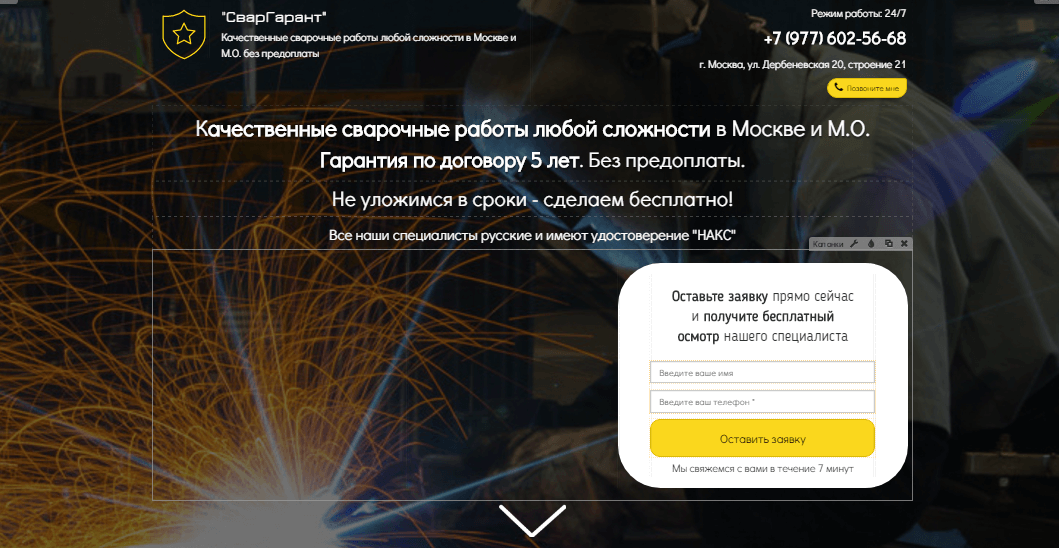 "СварГарант"
Качественные сварочные работы любой сложности в Москве и
М.О. без предоплаты
Режим работы: 24/7
+7 (977) 602-56-68
г. Москва, ул. Дербеневская 20, строение 21
Позвоните мне
Качественные сварочные работы любой сложности в Москве и М.О.
Гарантия по договору 5 лет. Без предоплаты.
Не уложимся в сроки - сделаем бесплатно!
Все наши специалисты русские и имеют удостоверение "НАКС"
Колонки
Оставьте заявку прямо сейчас
и получите бесплатный
осмотр нашего специалиста
Введите ваше имя
Введите ваш телефон *
Оставить заявку
Мы свяжемся с вами в течение 7 минут